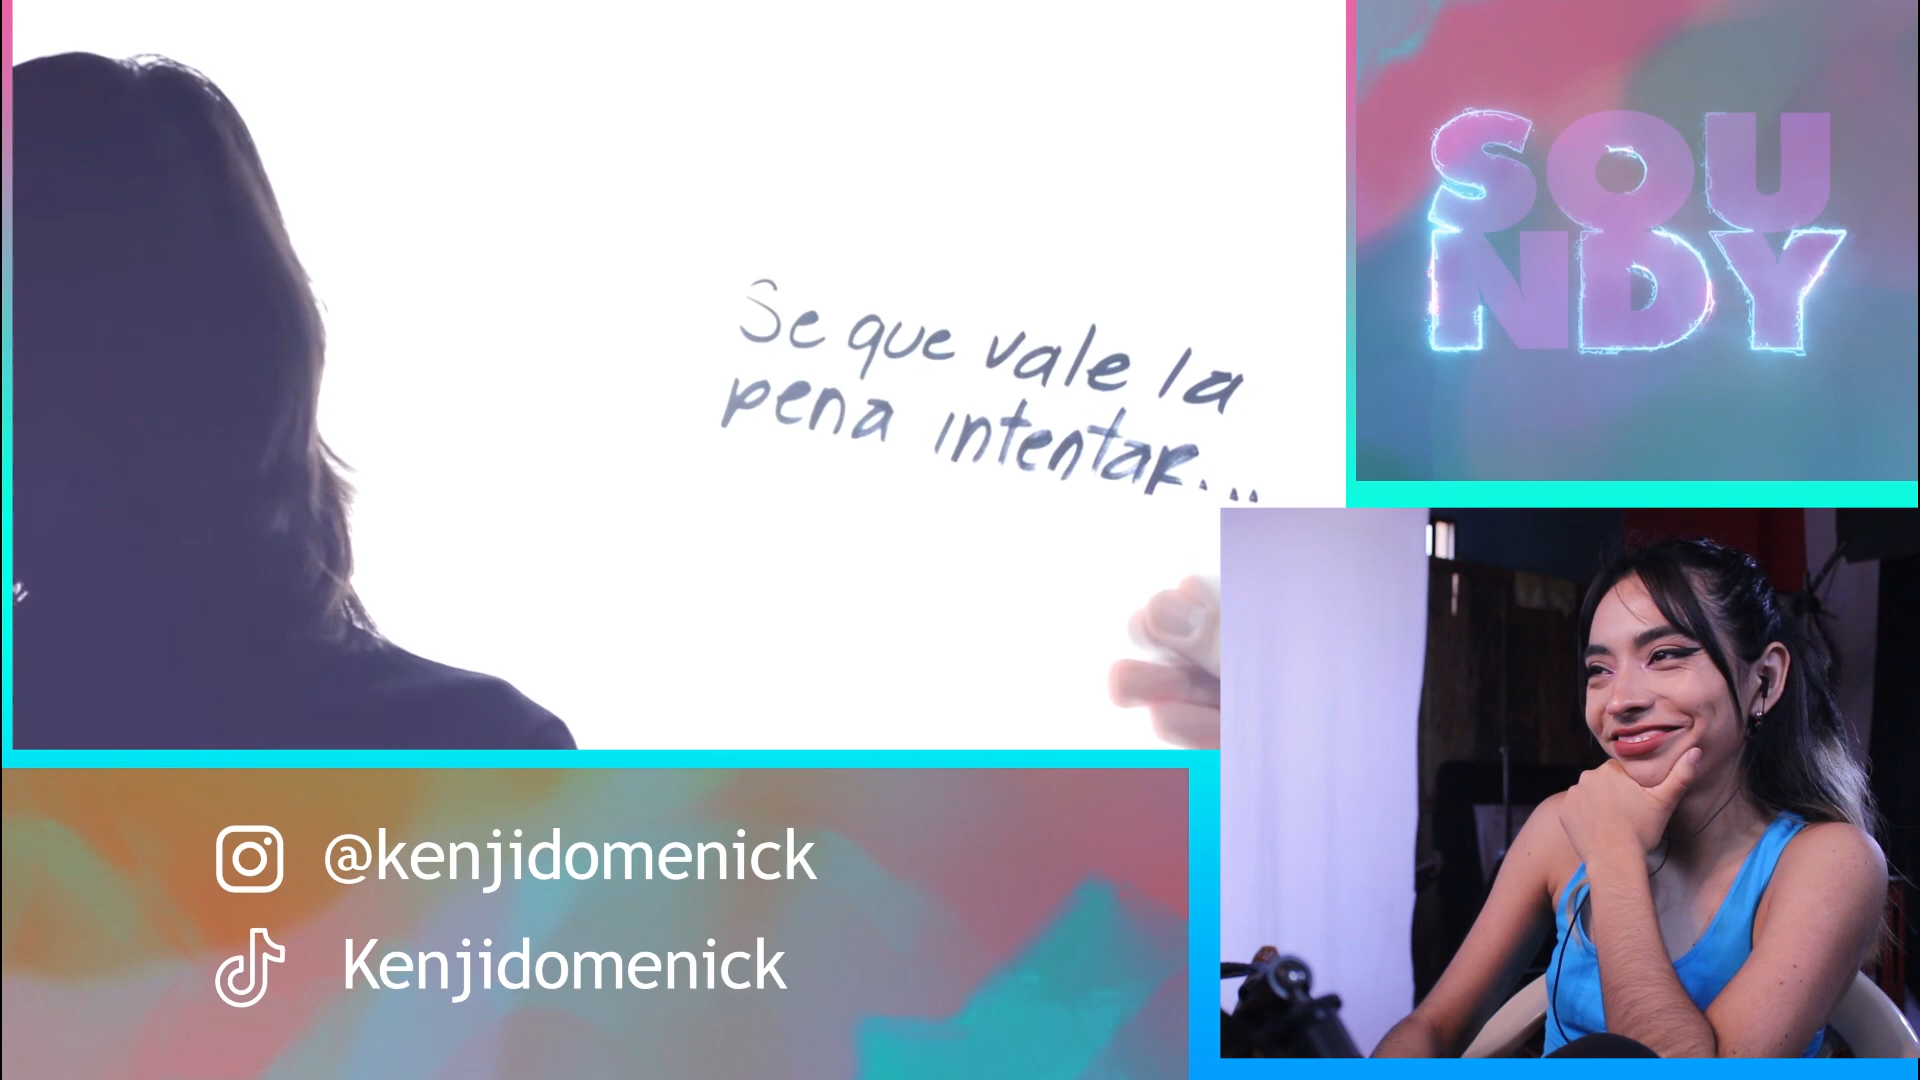 Se que vale la
pena intentar...
SOU
NDY
@kenjidomenick
Kenjidomenick